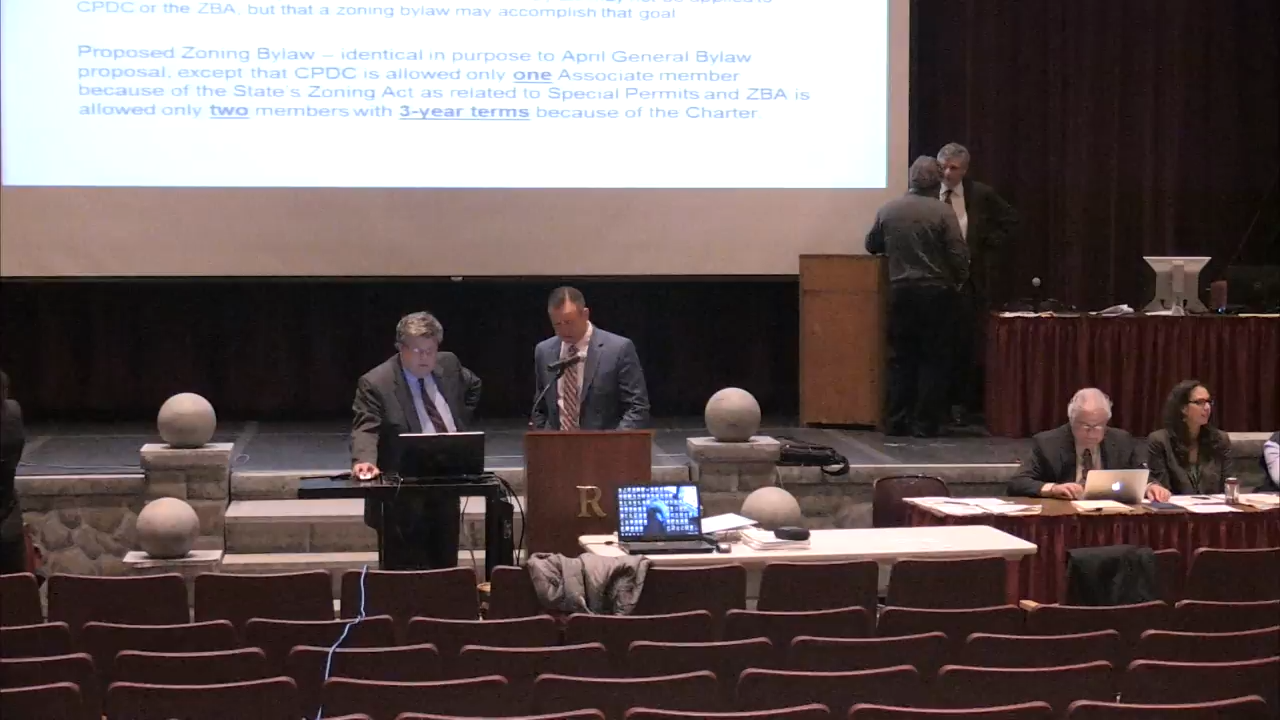 CPDC or the ZBA, but that a zoning bylaw may accomplish that goal
Proposed Zoning Bylaw – identical in purpose to April General Bylaw
proposal, except that CPDC is allowed only one Associate member
because of the State's Zoning Act as related to Special Permits and ZBA is
allowed only two members with 3-year terms because of the Charter
R